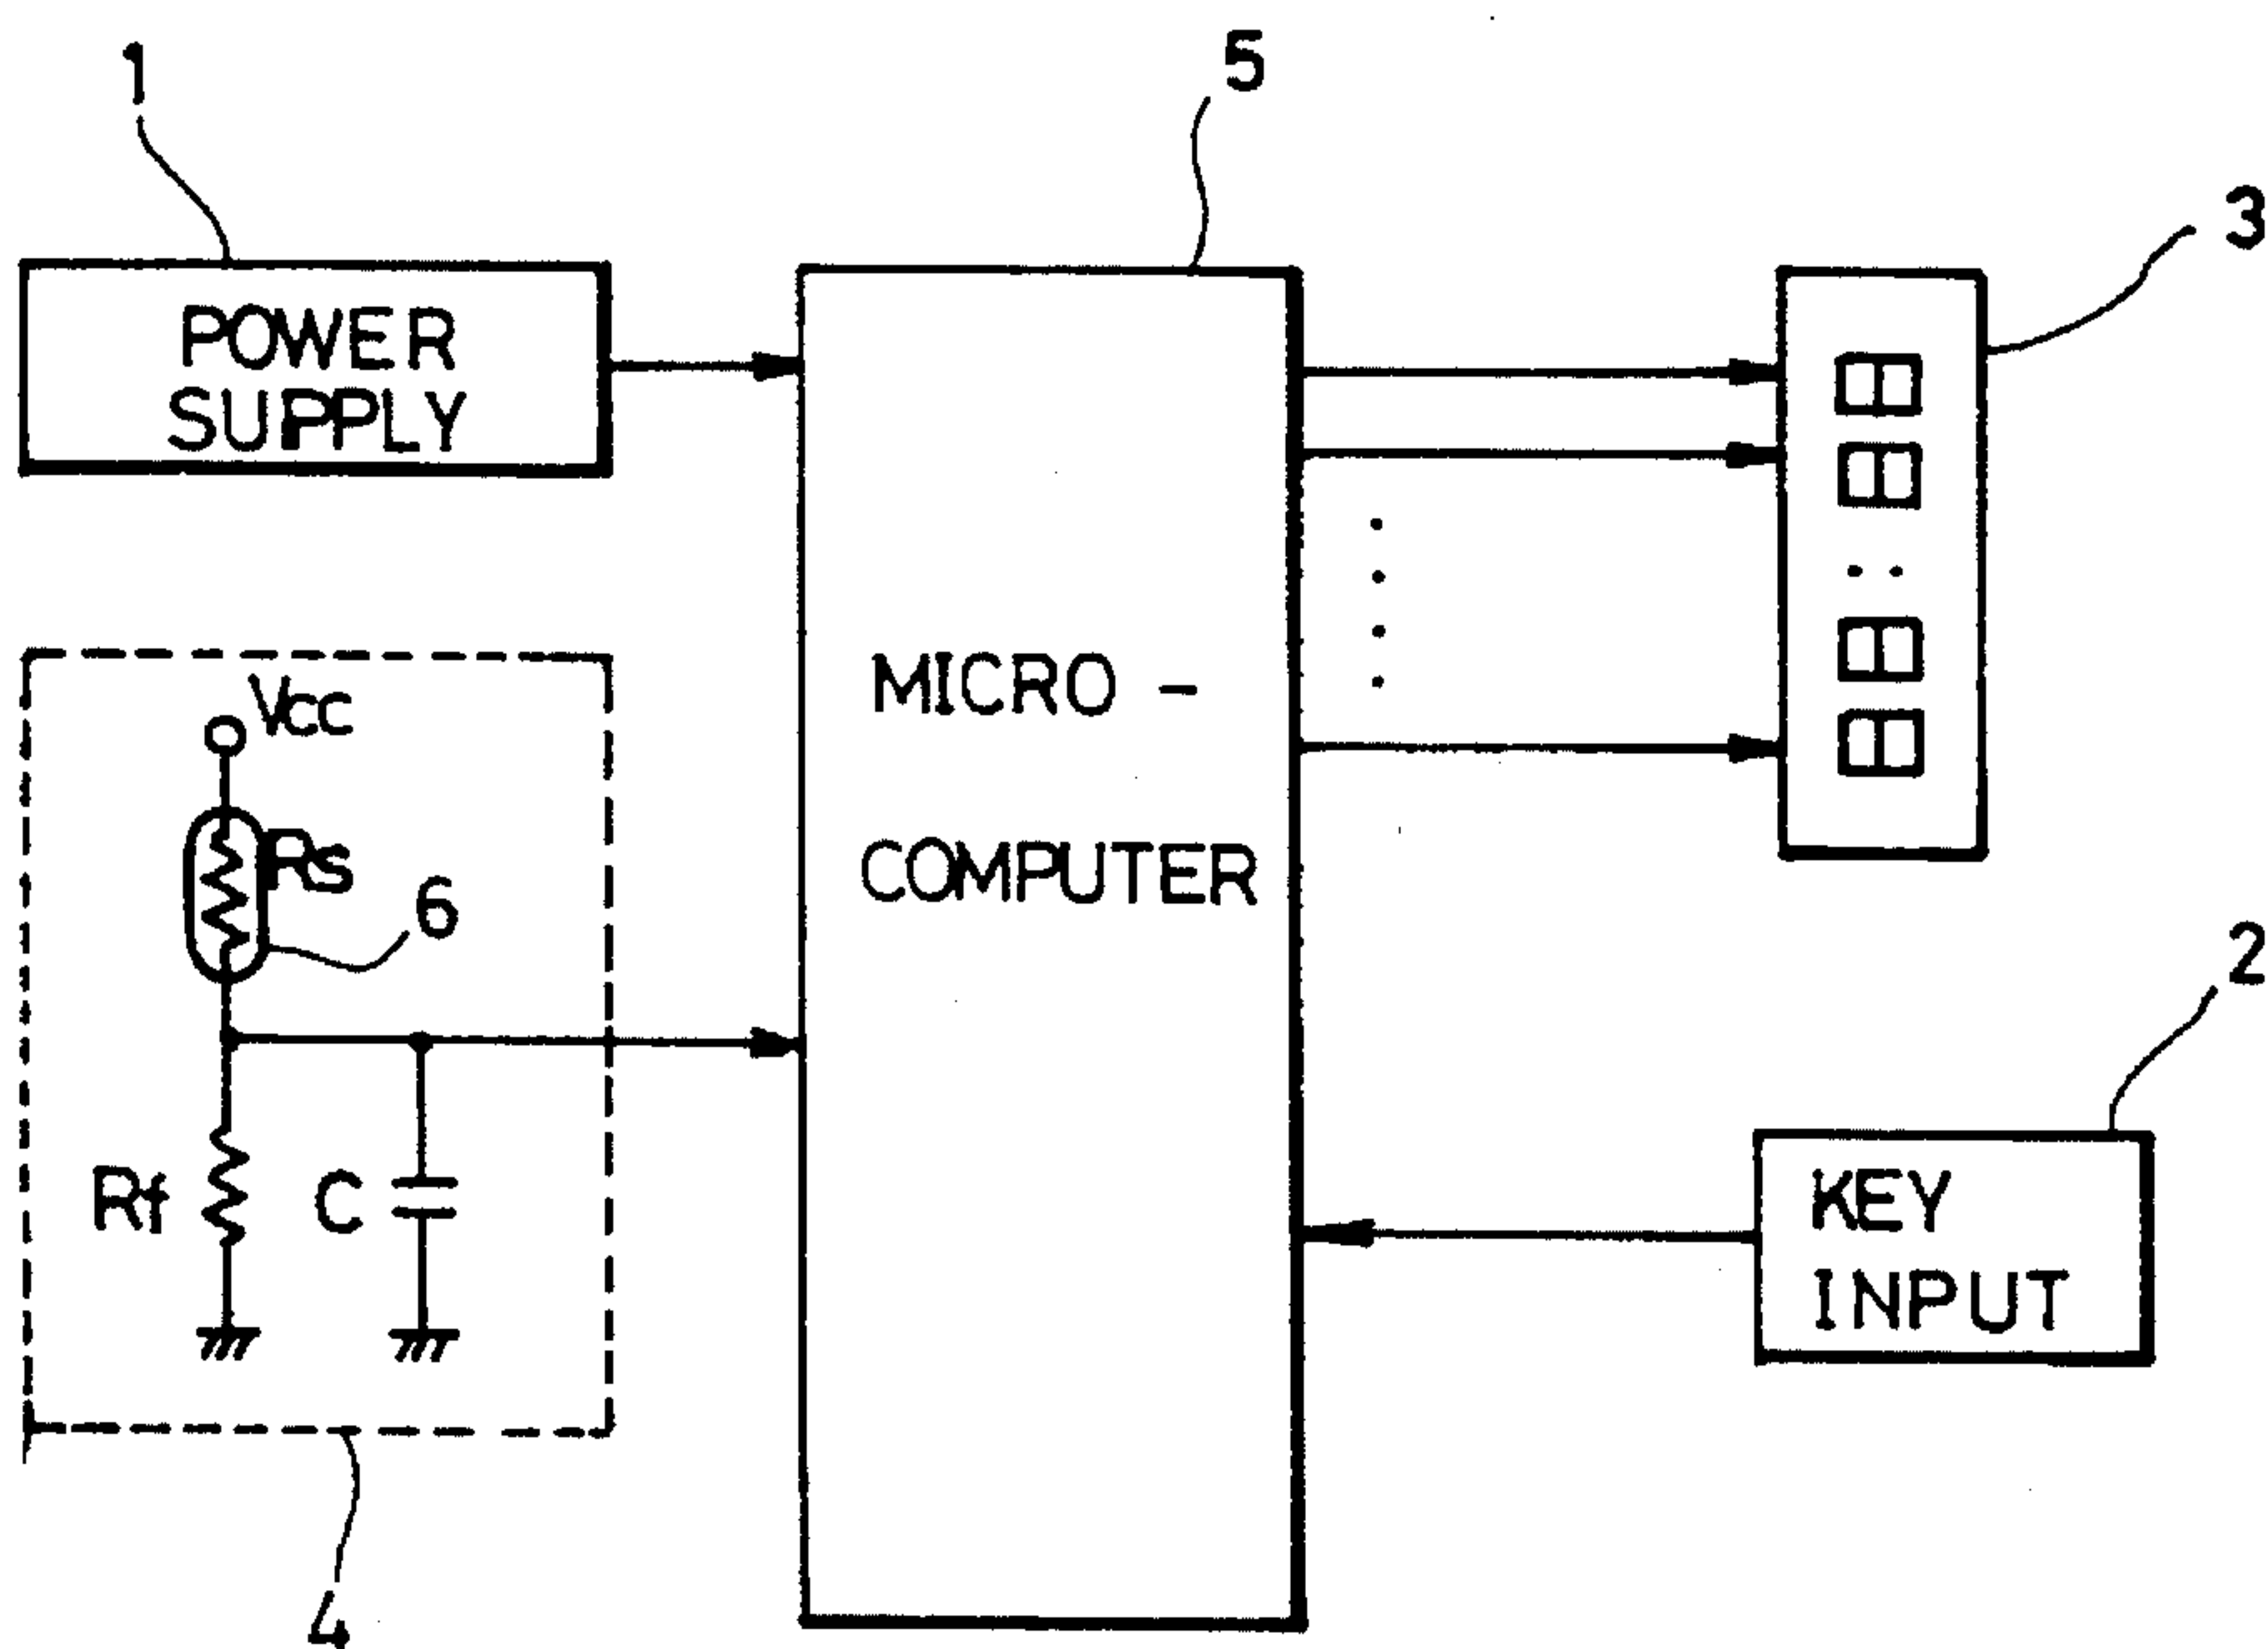 1
5
3
POWER
SUPPLY
Vcc
Rs
6
MICRO -
COMPUTER
2
Rf
C
KEY
INPUT
4